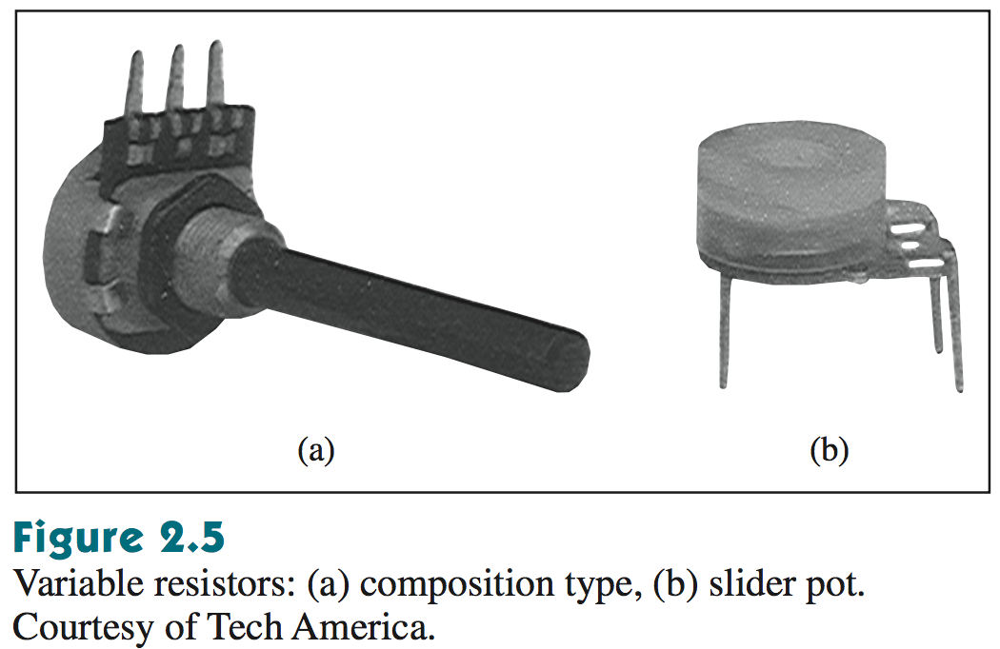 (a)
(b)
Figure 2.5
Variable resistors: (a) composition type, (b) slider pot.
Courtesy of Tech America.